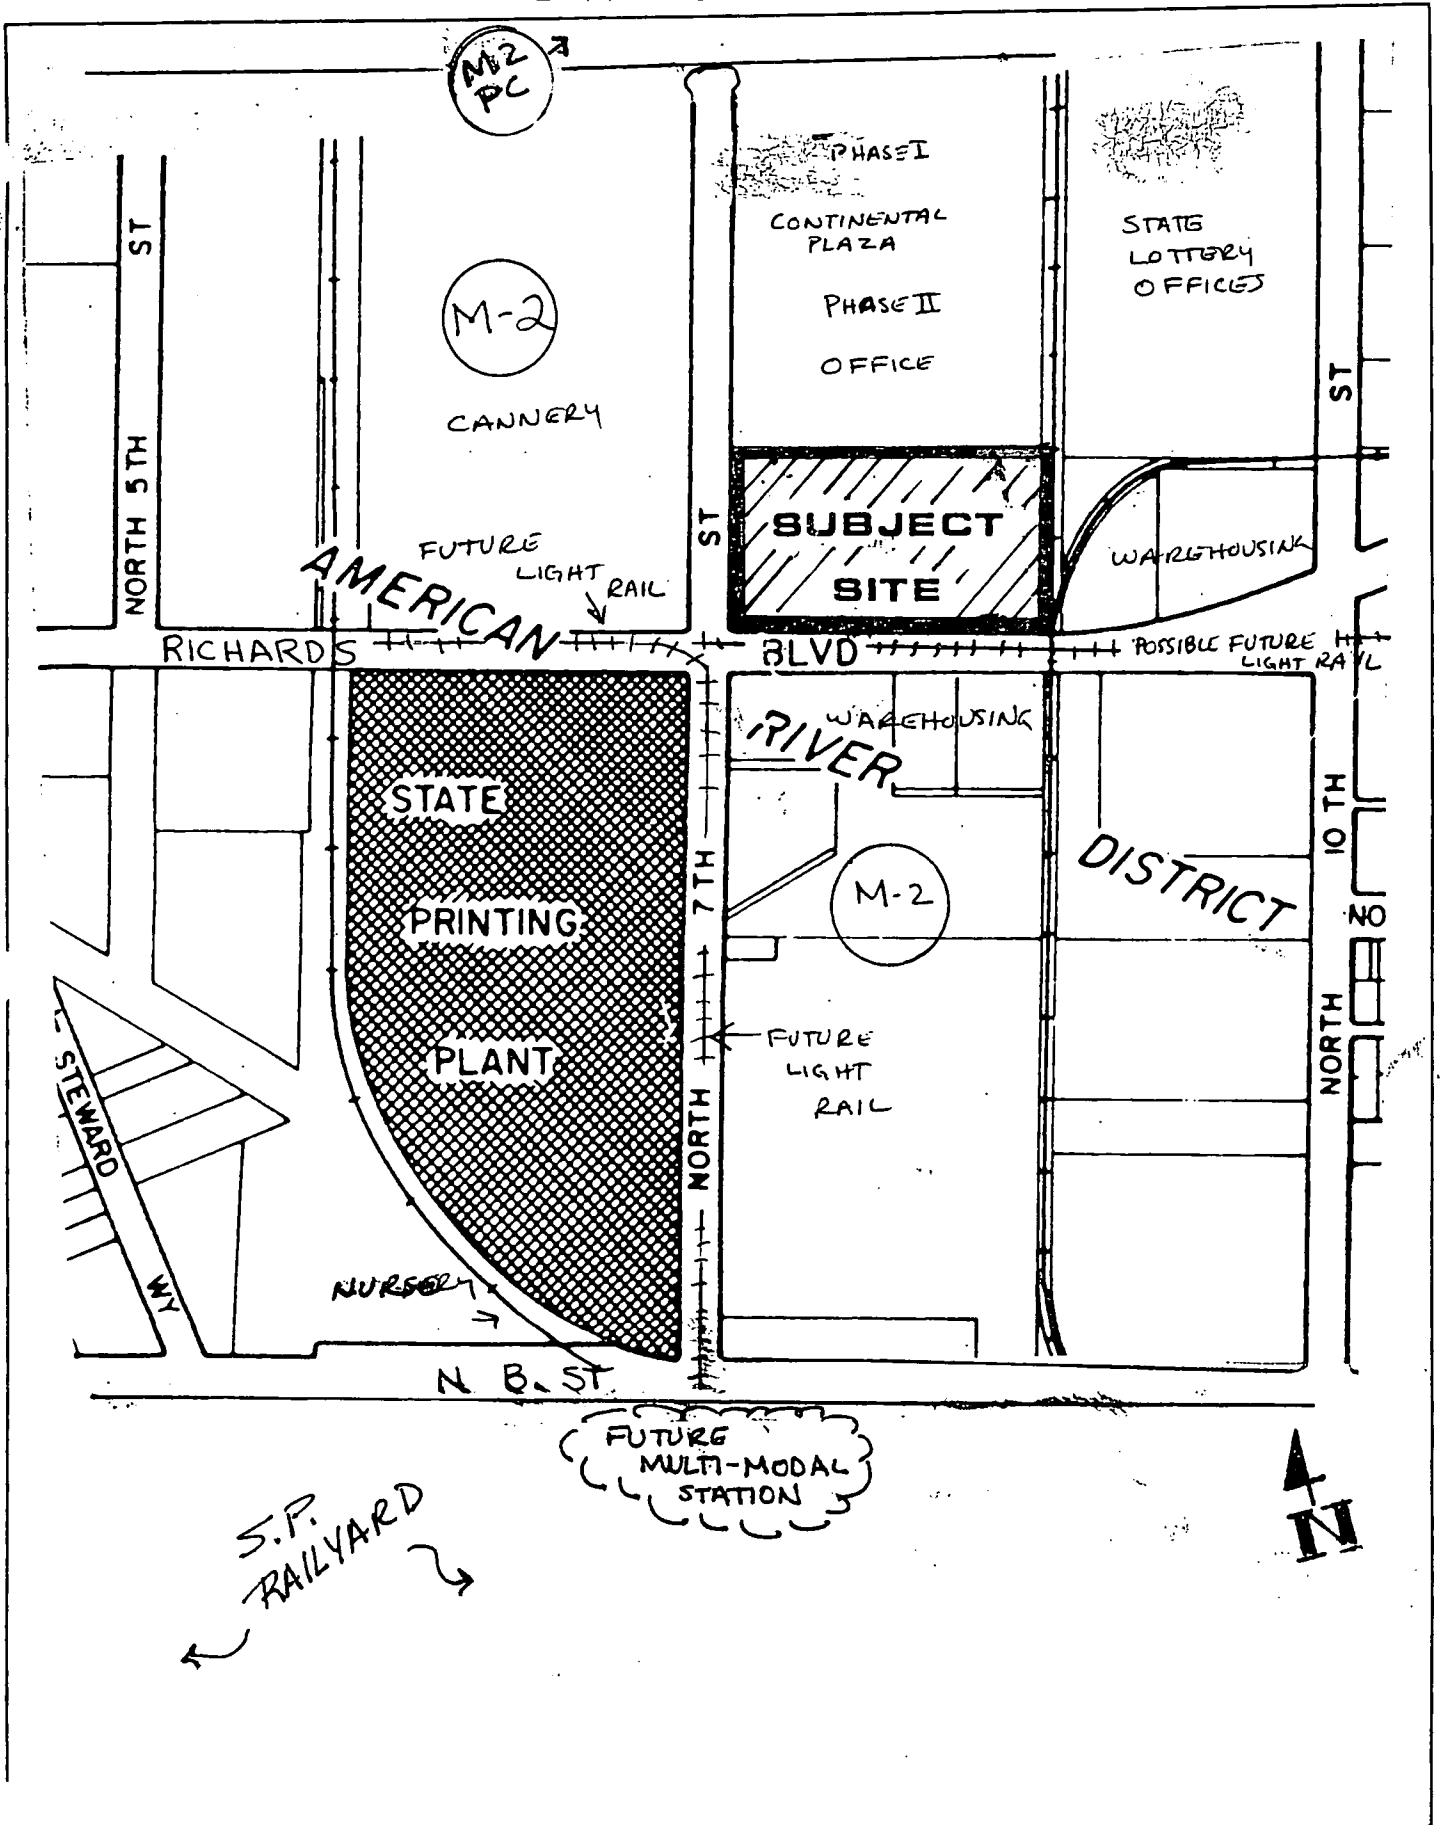 M2
PC
PHASE I
CONTINENTAL
PLAZA
PHASE II
OFFICE
STATE
LOTTERY
OFFICES
ST
M-2
CANNERY
ST
NORTH 5TH
FUTURE
LIGHT
RAIL
ST
SUBJECT
SITE
WAREHOUSING
AMERICAN
RICHARDS
BLVD
POSSIBLE FUTURE
LIGHT RAIL
WAREHOUSING
RIVER
STATE
PRINTING
PLANT
7TH
NORTH
M-2
DISTRICT
10TH
NO
NORTH
FUTURE
LIGHT
RAIL
STEWARD
WY
NURSERY
N B. ST
FUTURE
MULTI-MODAL
STATION
S.P.
RAILYARD
N